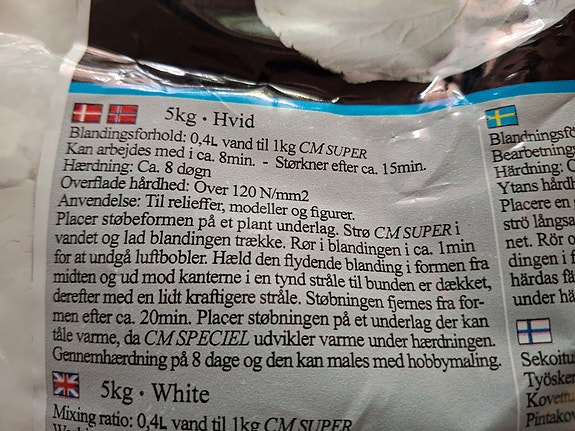 5kg • Hvid
Blandingsforhold: 0,4L vand til 1kg CM SUPER
Kan arbejdes med i ca. 8min. - Størkner efter ca. 15min.
Hærdning: Ca. 8 døgn
Overflade hårdhed: Over 120 N/mm2
Anvendelse: Til relieffer, modeller og figurer.
Placer støbeformen på et plant underlag. Strø CM SUPER i
vandet og lad blandingen trække. Rør i blandingen i ca. 1min
for at undgå luftbobler. Hæld den flydende blanding i formen fra
midten og ud mod kanterne i en tynd stråle til bunden er dækket,
derefter med en lidt kraftigere stråle. Støbningen fjernes fra for-
men efter ca. 20min. Placer støbningen på et underlag der kan
tåle varme, da CM SPECIEL udvikler varme under hærdningen.
Gennemhærdning på 8 dage og den kan males med hobbymaling.
5kg • White
Mixing ratio: 0,4L vand til 1kg CM SUPER
Blandningsf
Bearbetning
Härdning: C
Ytans hårdh
Placere en
strö långsa
net. Rör o
dingen i f
härdas få
under hä
Sekoitu
Työsker
Kovettu
Pintakov